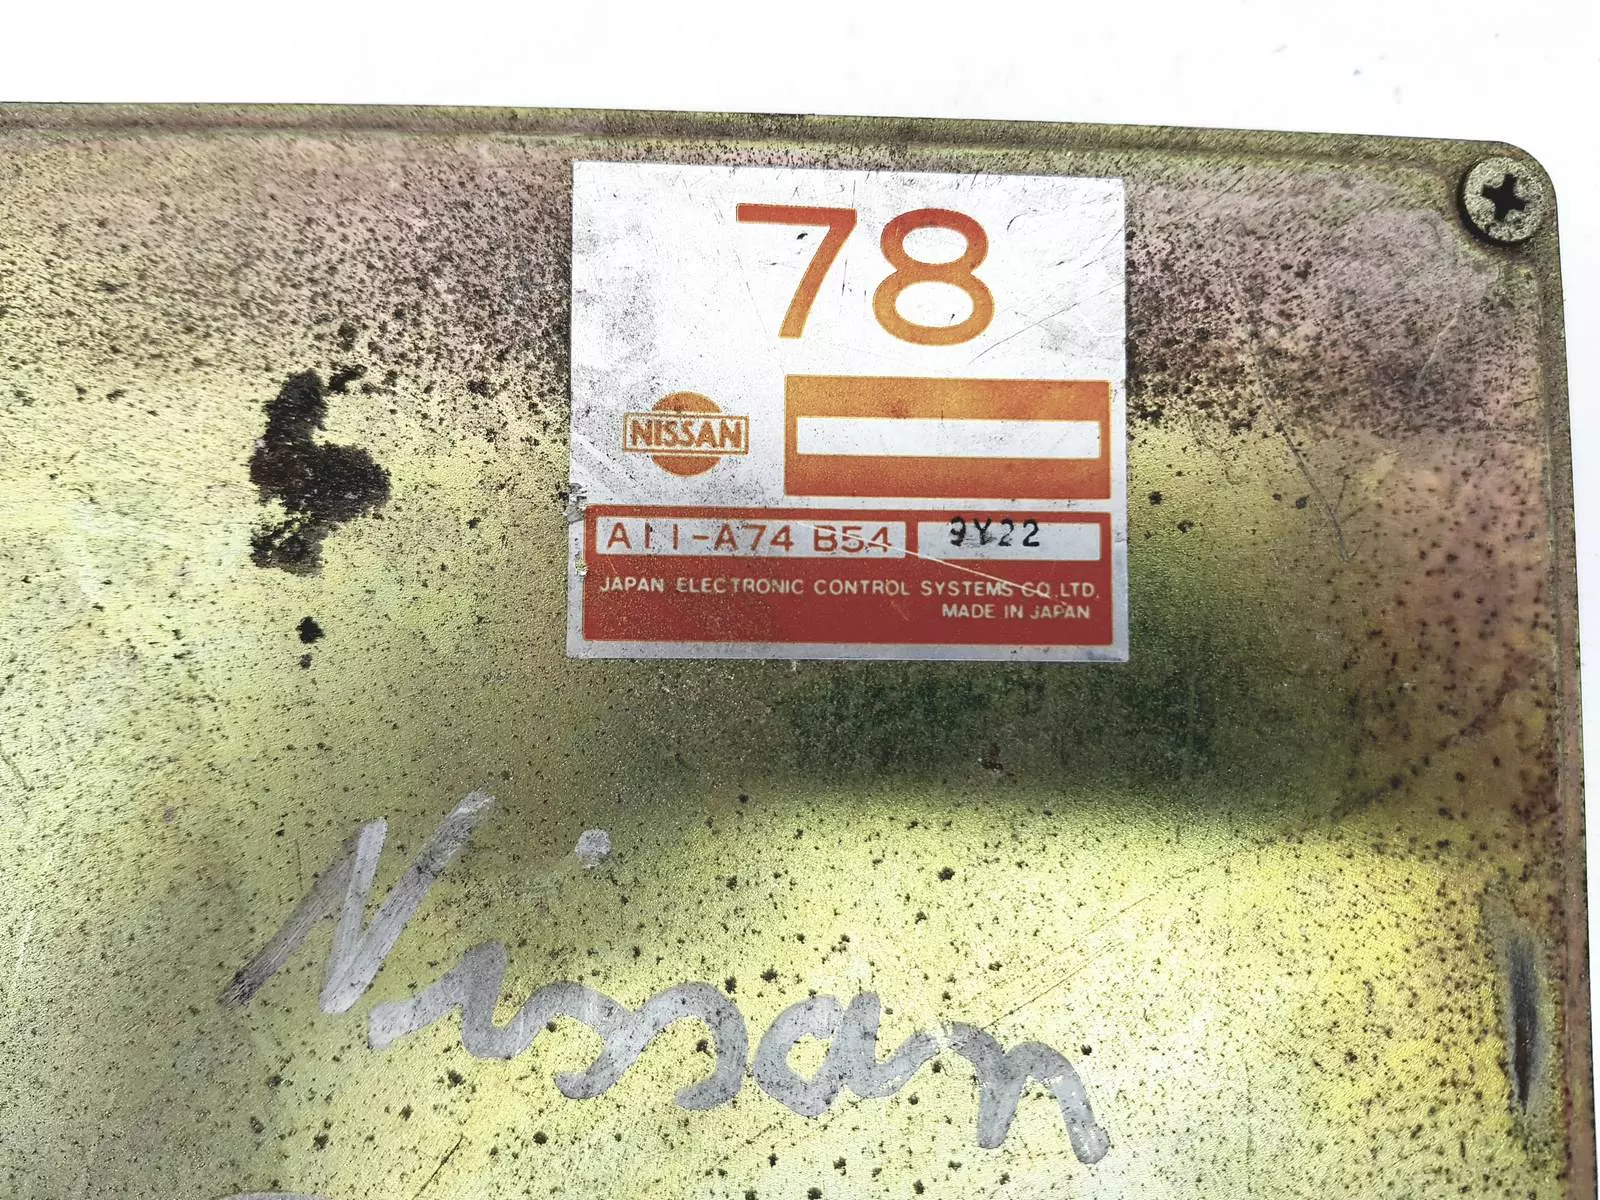 78
NISSAN
A11-A74 B54 9Y22
JAPAN ELECTRONIC CONTROL SYSTEMS CO.,LTD.
MADE IN JAPAN
Nissan